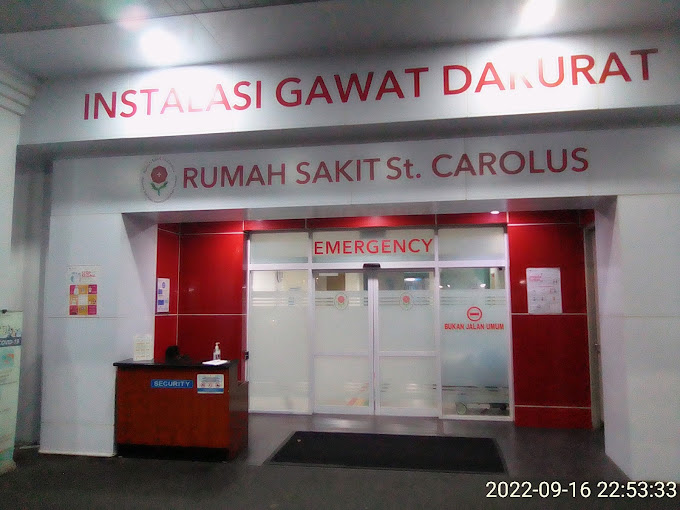 INSTALASI GAWAT DARURAT
RUMAH SAKIT St. CAROLUS
EMERGENCY
BUKAN JALAN UMUM
SECURITY
2022-09-16 22:53:33